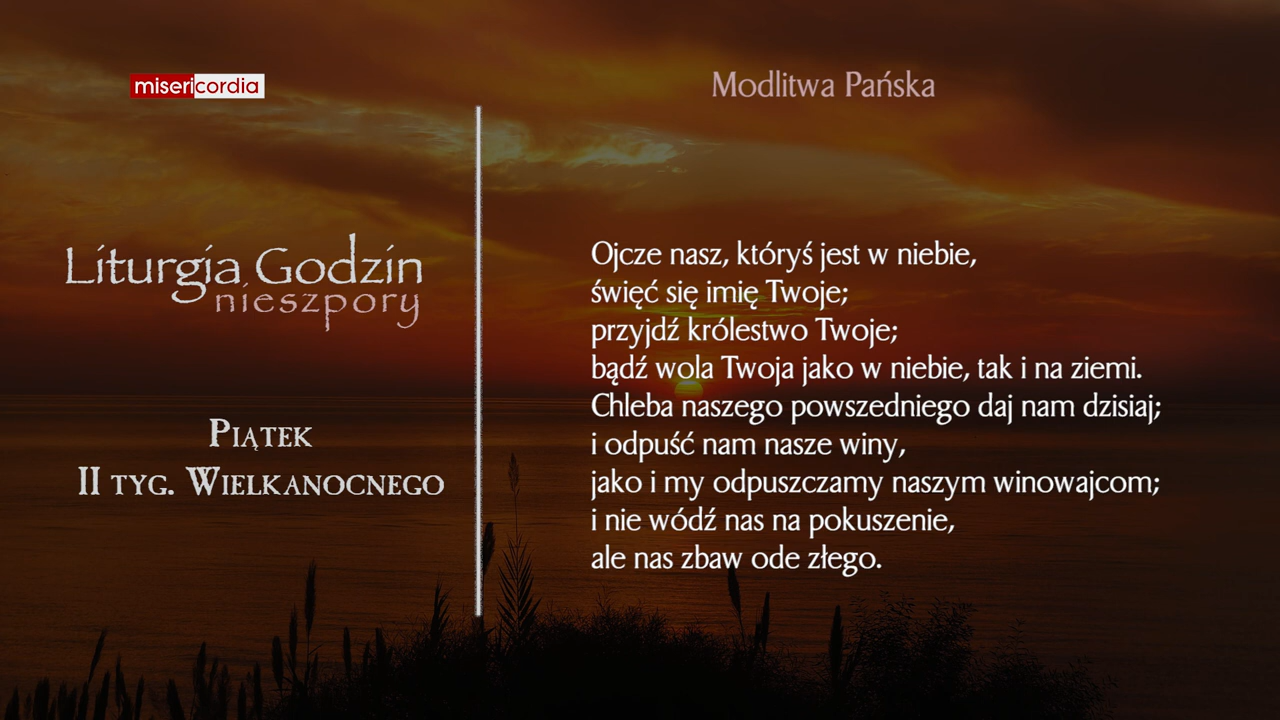 misericordia
Modlitwa Pańska
Liturgia Godzin
nieszpory
Piątek
II tyg. Wielkanocnego
Ojcze nasz, któryś jest w niebie,
święć się imię Twoje;
przyjdź królestwo Twoje;
bądź wola Twoja jako w niebie, tak i na ziemi.
Chleba naszego powszedniego daj nam dzisiaj;
i odpuść nam nasze winy,
jako i my odpuszczamy naszym winowajcom;
i nie wódź nas na pokuszenie,
ale nas zbaw ode złego.